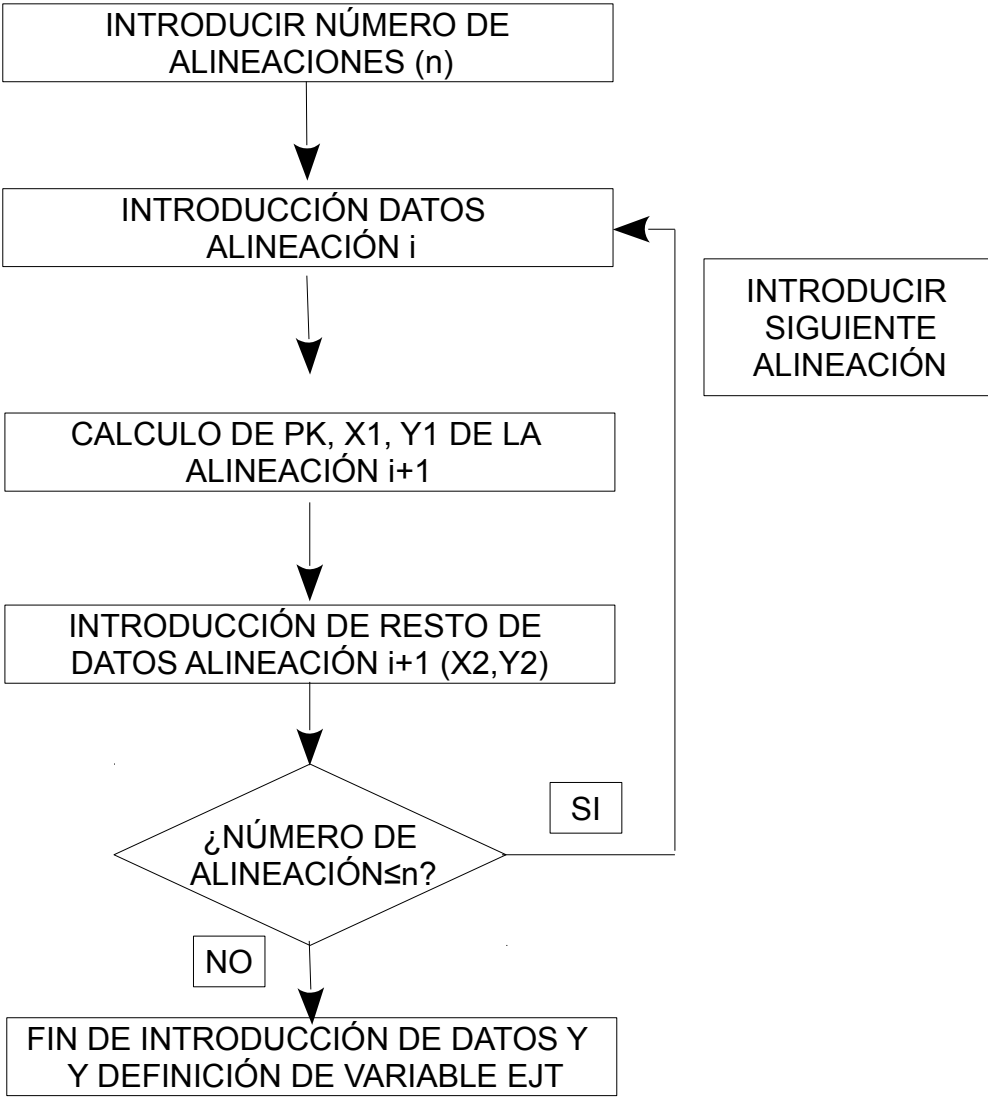 INTRODUCIR NÚMERO DE
ALINEACIONES (n)
INTRODUCCIÓN DATOS
ALINEACIÓN i
INTRODUCIR
SIGUIENTE
ALINEACIÓN
CALCULO DE PK, X1, Y1 DE LA
ALINEACIÓN i+1
INTRODUCCIÓN DE RESTO DE
DATOS ALINEACIÓN i+1 (X2,Y2)
SI
¿NÚMERO DE
ALINEACIÓN≤n?
NO
FIN DE INTRODUCCIÓN DE DATOS Y
Y DEFINICIÓN DE VARIABLE EJT